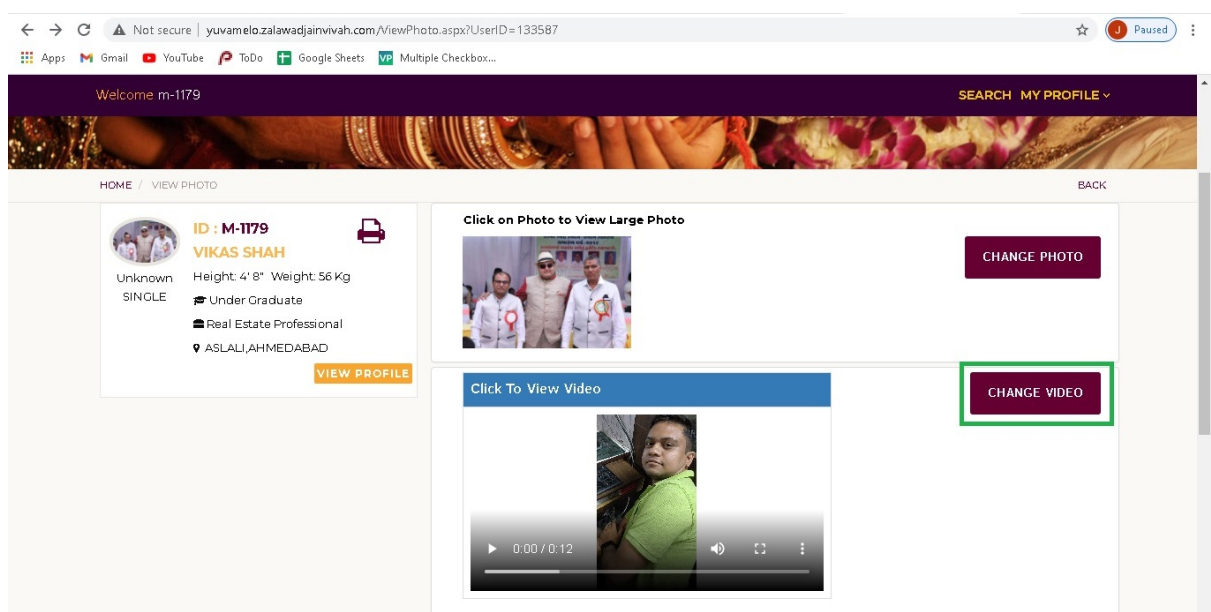 Not secure | yuvamelo.zalawadjainvivah.com/ViewPhoto.aspx?UserID=133587
J Paused
Apps Gmail YouTube ToDo Google Sheets VP Multiple Checkbox...
Welcome m-1179 SEARCH MY PROFILE
HOME / VIEW PHOTO BACK
ID : M-1179
VIKAS SHAH
Unknown
SINGLE
Height: 4' 8" Weight: 56 Kg
Under Graduate
Real Estate Professional
ASLALI,AHMEDABAD
VIEW PROFILE
Click on Photo to View Large Photo
CHANGE PHOTO
Click To View Video
CHANGE VIDEO
0:00 / 0:12